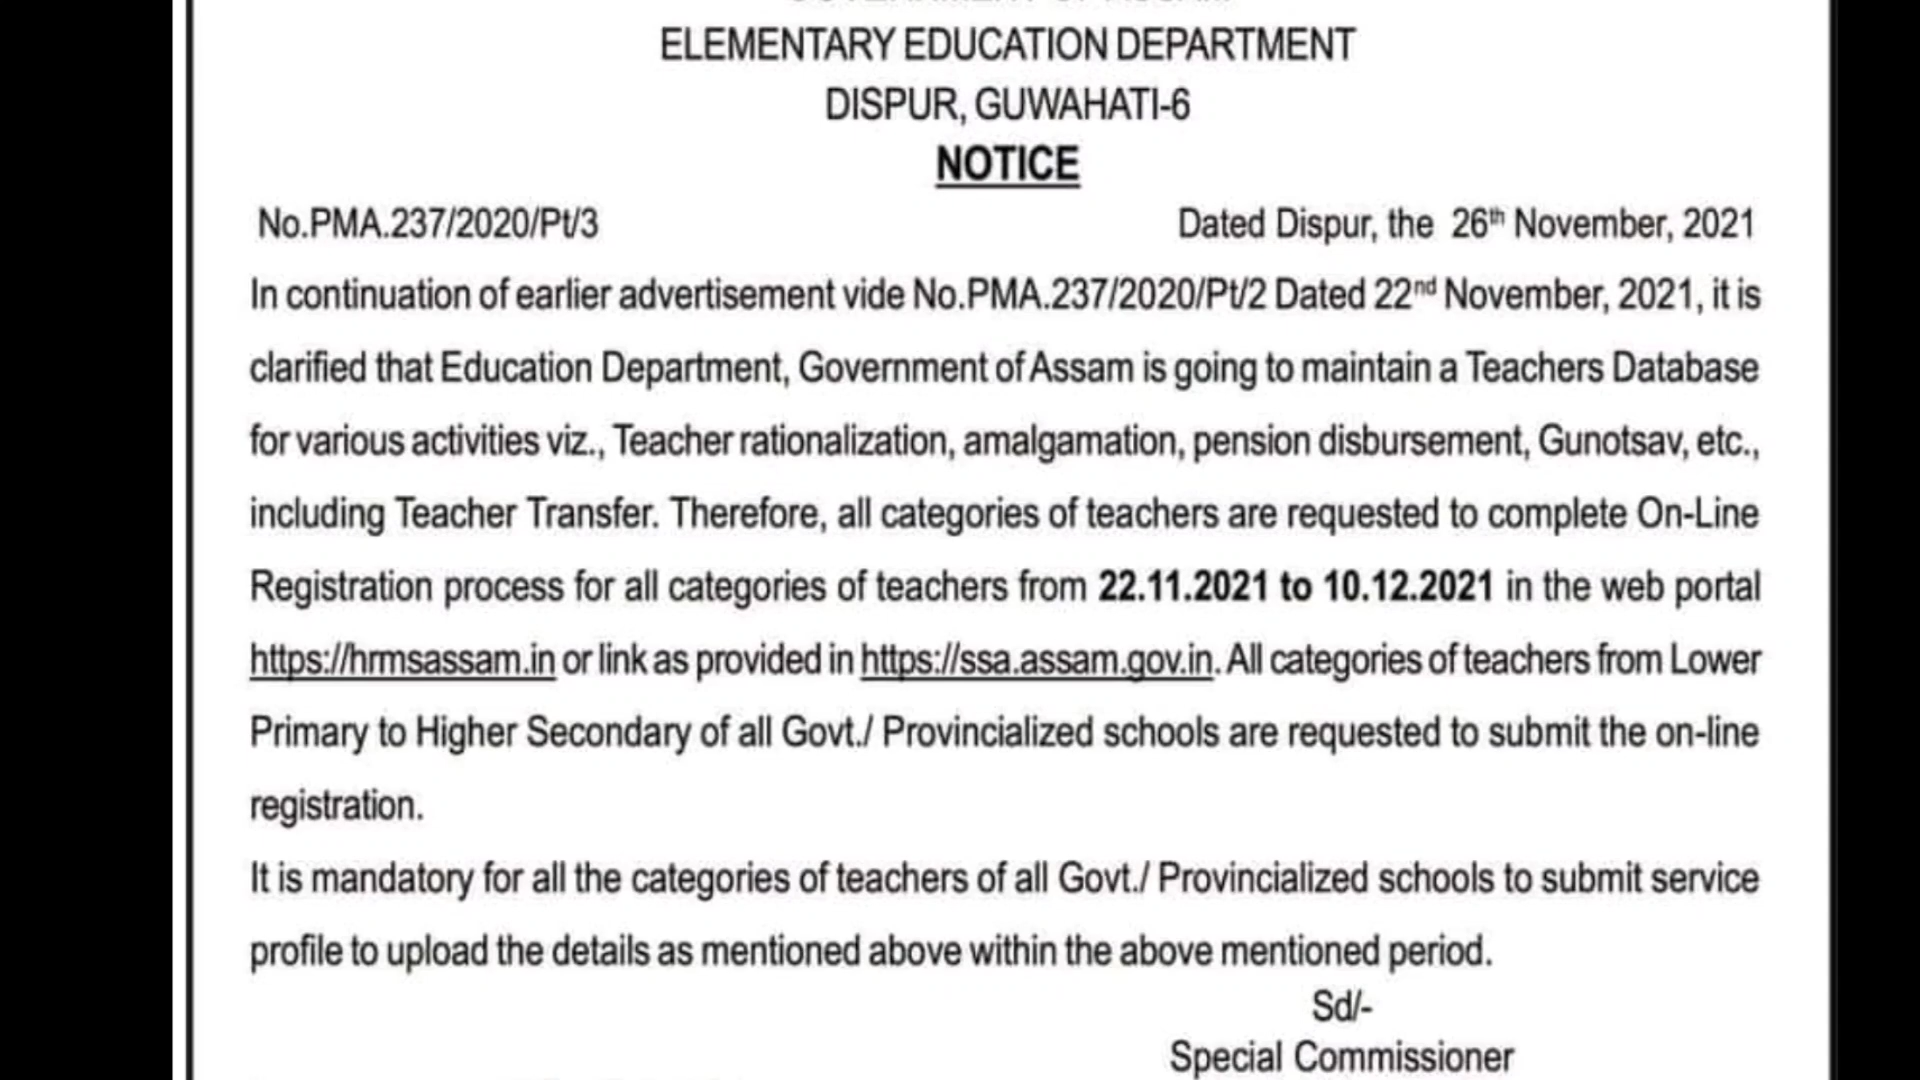 ELEMENTARY EDUCATION DEPARTMENT
DISPUR, GUWAHATI-6
NOTICE
No.PMA.237/2020/Pt/3 Dated Dispur, the 26th November, 2021
In continuation of earlier advertisement vide No.PMA.237/2020/Pt/2 Dated 22nd November, 2021, it is
clarified that Education Department, Government of Assam is going to maintain a Teachers Database
for various activities viz., Teacher rationalization, amalgamation, pension disbursement, Gunotsav, etc.,
including Teacher Transfer. Therefore, all categories of teachers are requested to complete On-Line
Registration process for all categories of teachers from 22.11.2021 to 10.12.2021 in the web portal
https://hrmsassam.in or link as provided in https://ssa.assam.gov.in. All categories of teachers from Lower
Primary to Higher Secondary of all Govt./ Provincialized schools are requested to submit the on-line
registration.
It is mandatory for all the categories of teachers of all Govt./ Provincialized schools to submit service
profile to upload the details as mentioned above within the above mentioned period.
Sd/-
Special Commissioner